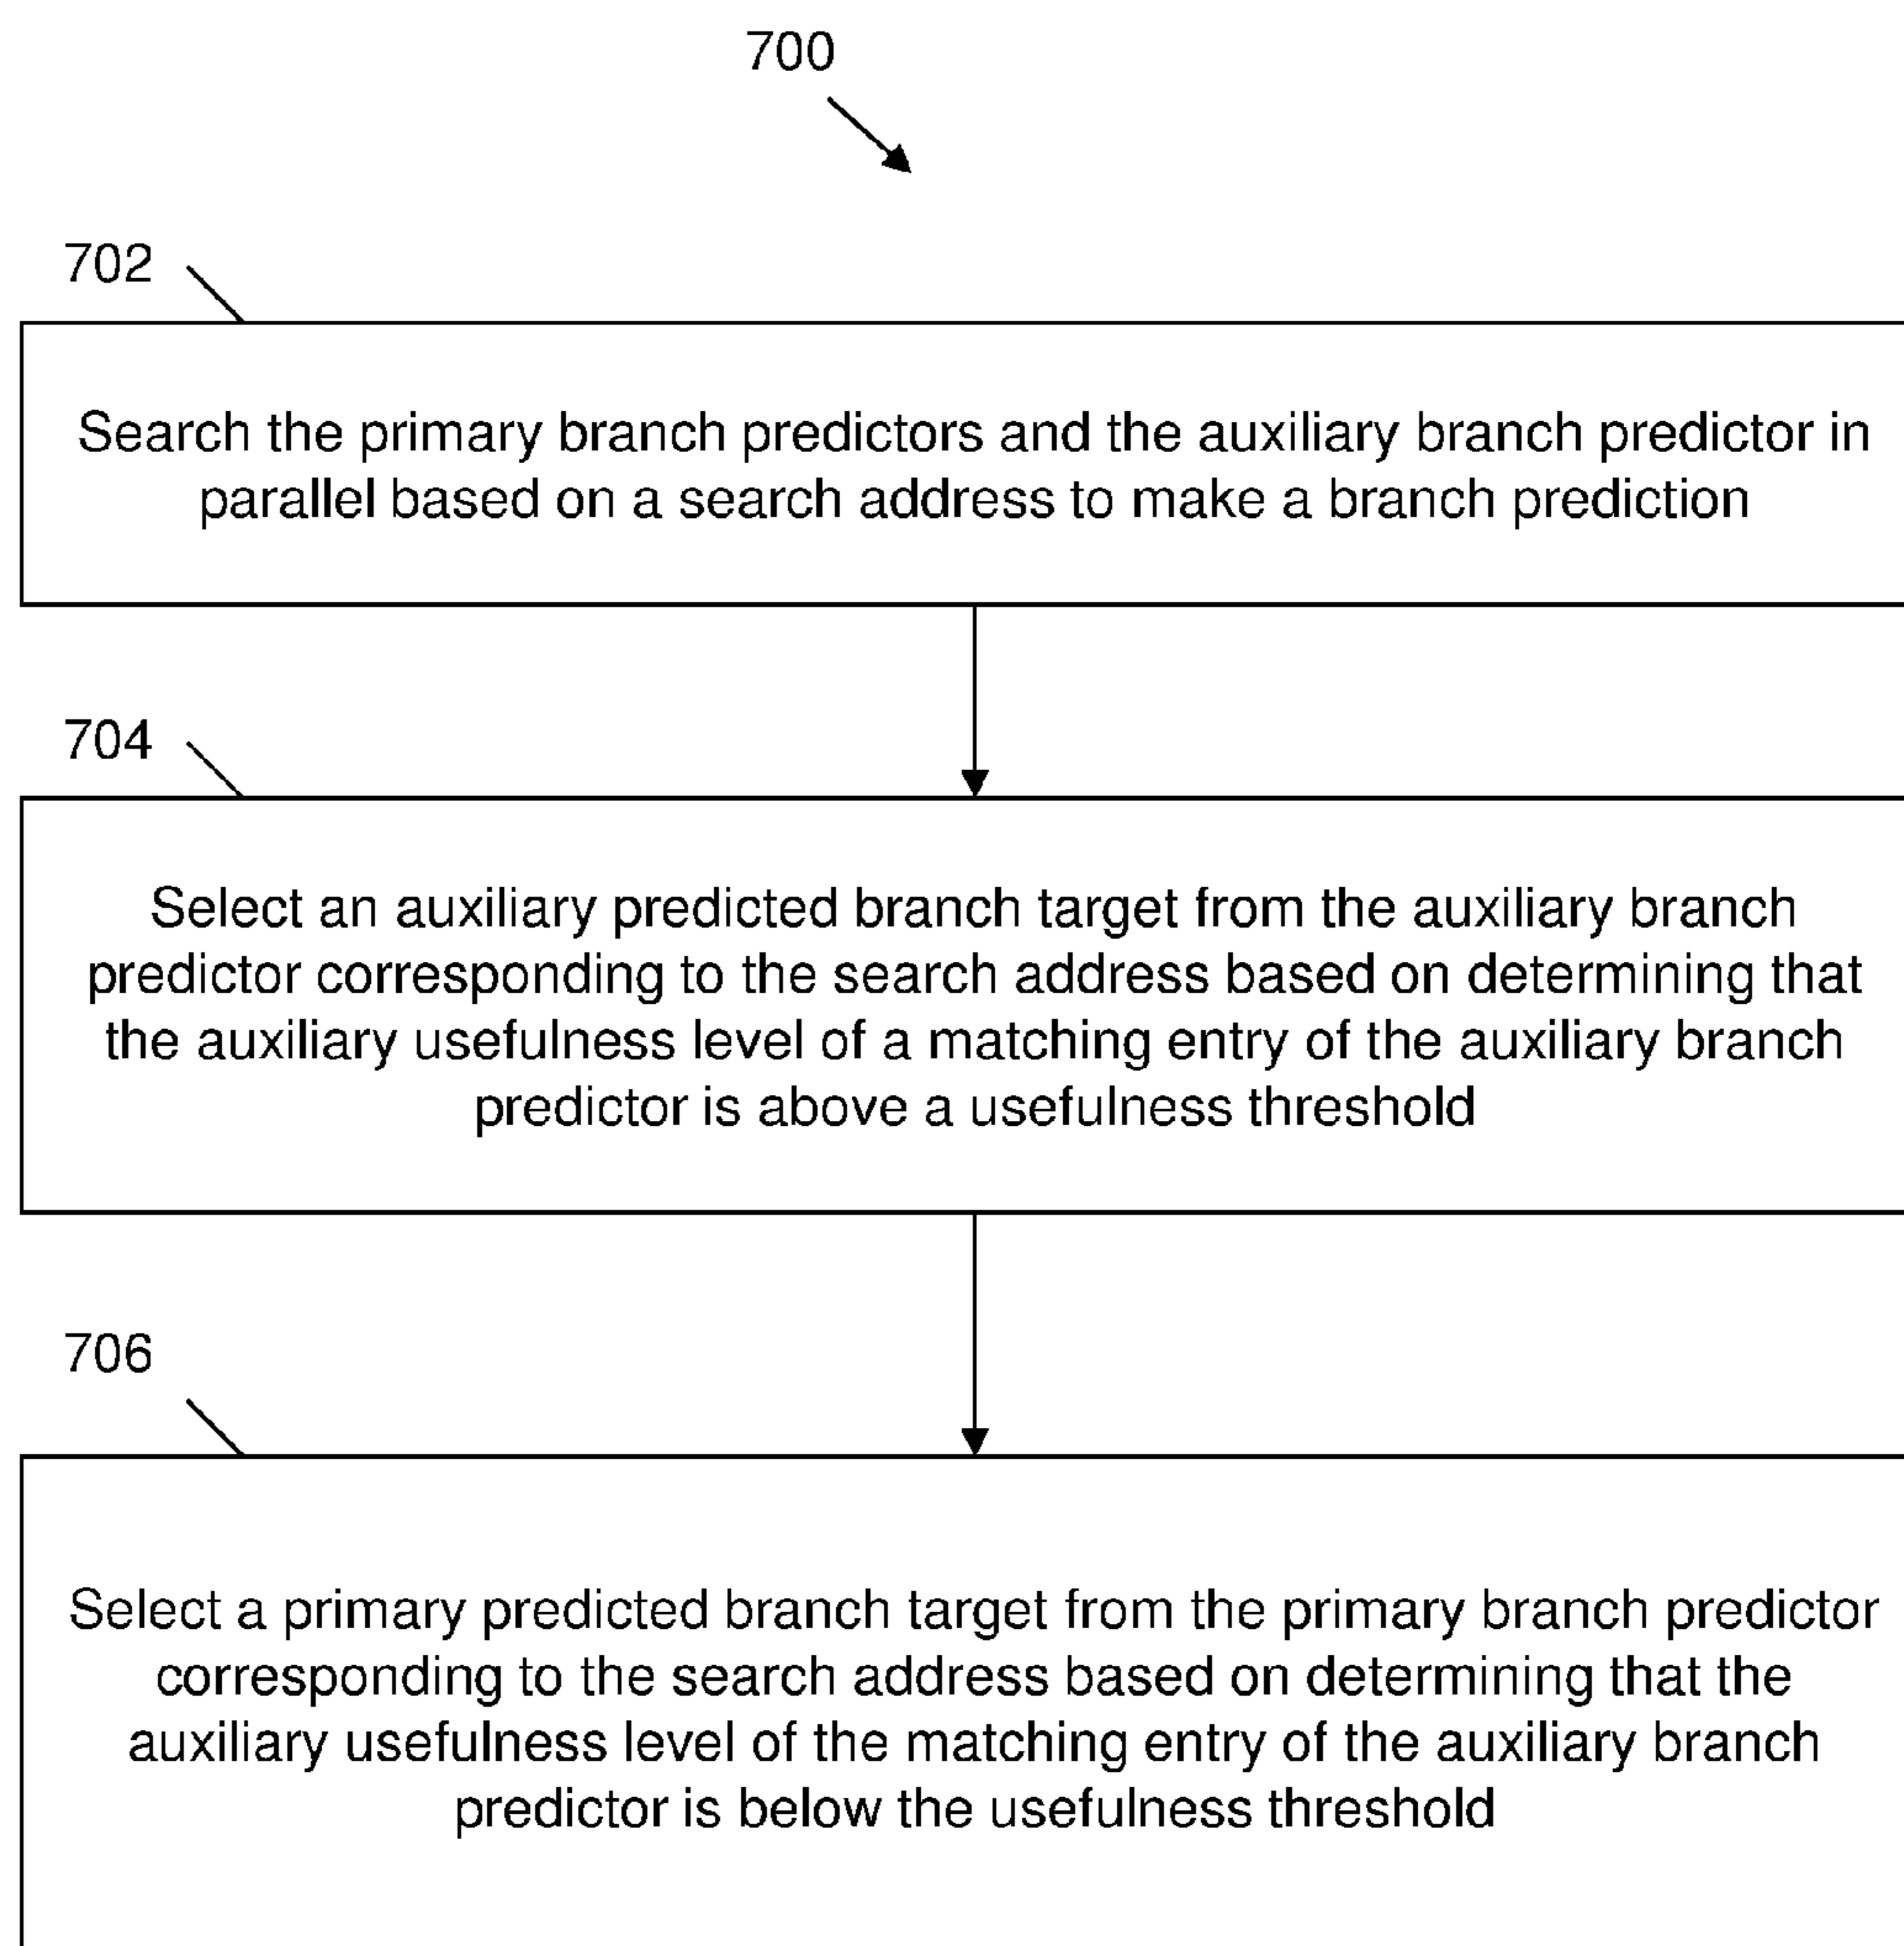 700
702
Search the primary branch predictors and the auxiliary branch predictor in
parallel based on a search address to make a branch prediction
704
Select an auxiliary predicted branch target from the auxiliary branch
predictor corresponding to the search address based on determining that
the auxiliary usefulness level of a matching entry of the auxiliary branch
predictor is above a usefulness threshold
706
Select a primary predicted branch target from the primary branch predictor
corresponding to the search address based on determining that the
auxiliary usefulness level of the matching entry of the auxiliary branch
predictor is below the usefulness threshold